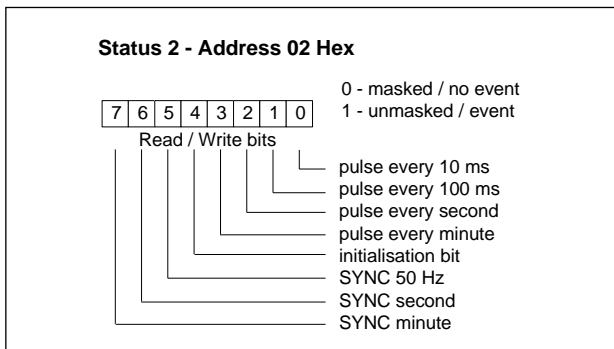 Status 2 - Address 02 Hex
0 - masked / no event
1 - unmasked / event
7 6 5 4 3 2 1 0
Read / Write bits
pulse every 10 ms
pulse every 100 ms
pulse every second
pulse every minute
initialisation bit
SYNC 50 Hz
SYNC second
SYNC minute